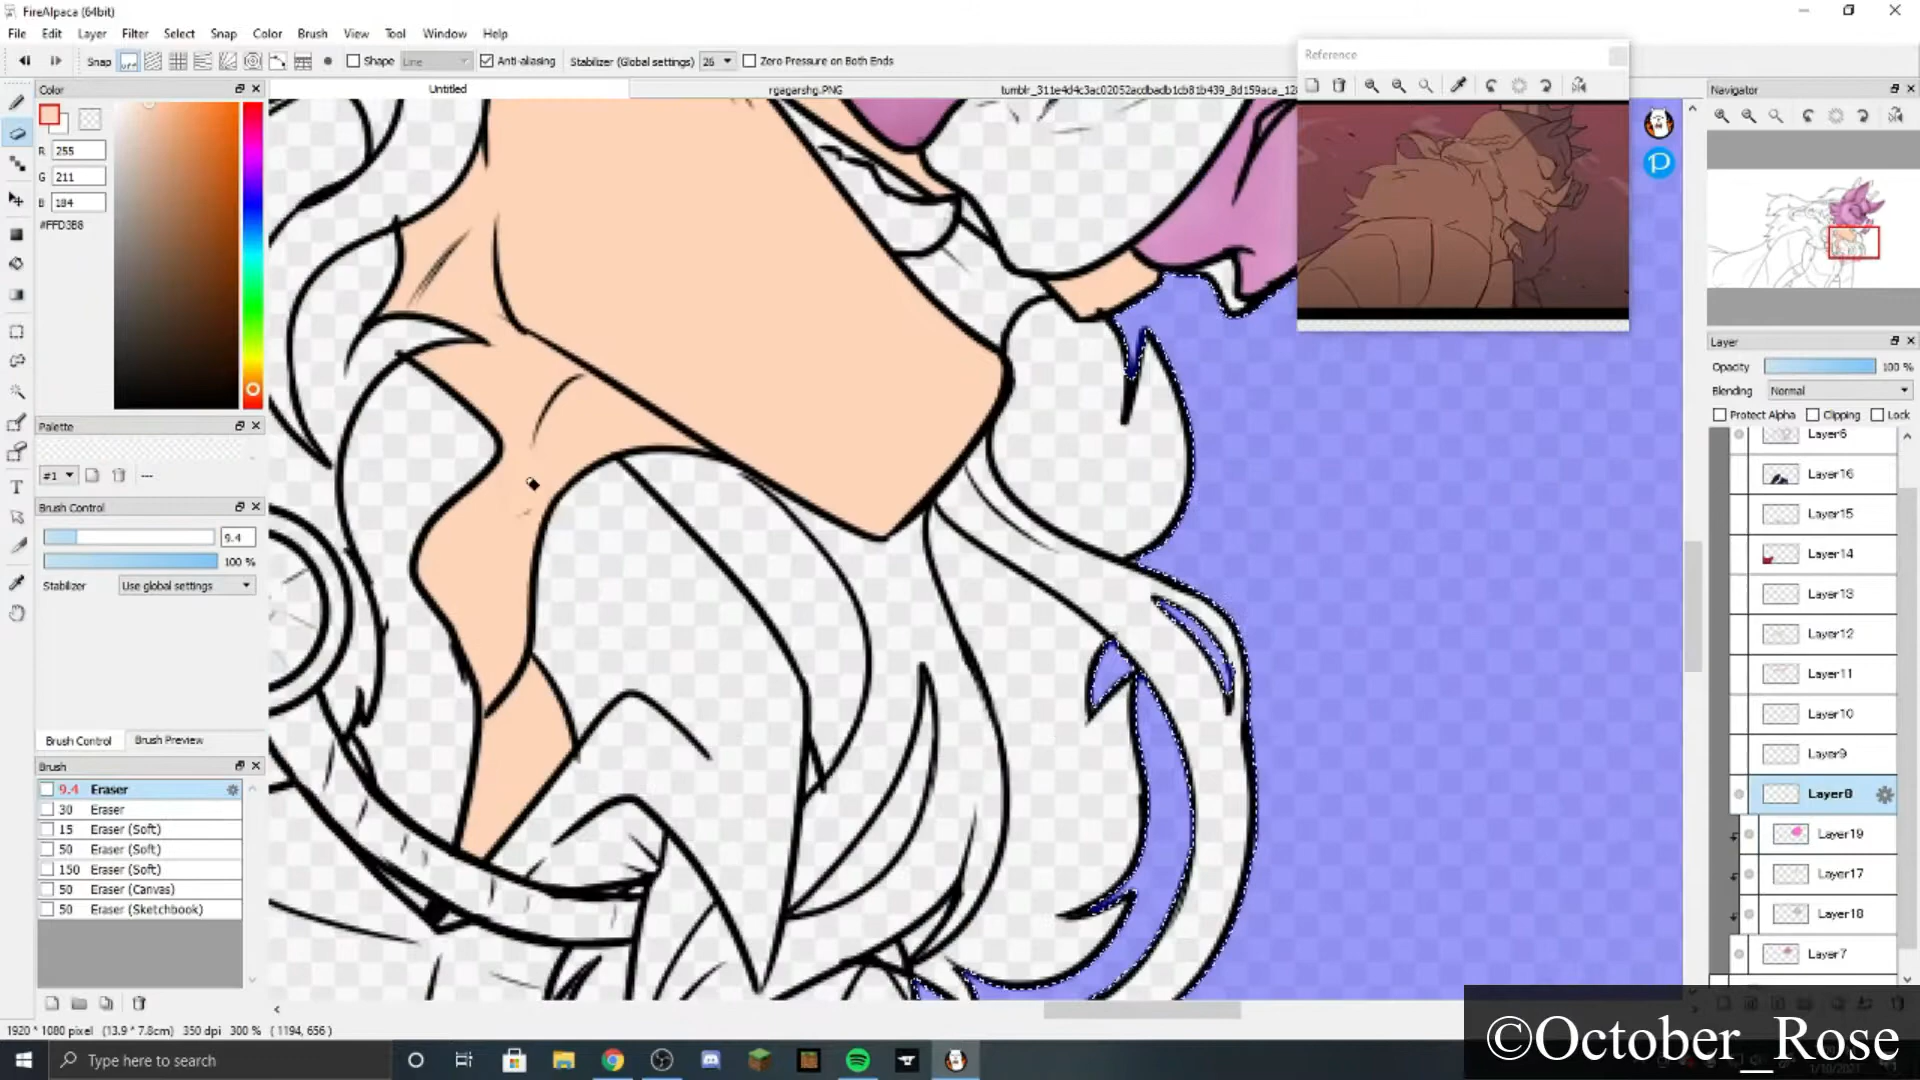 FireAlpaca (64bit)
File Edit Layer Filter Select Snap Color Brush View Tool Window Help
Snap OFF Shape Line Anti-aliasing Stabilizer (Global settings) 26 Zero Pressure on Both Ends
Reference
Color
Untitled
rgagarshg.PNG
tumblr_311e4d4c3ac02052acdbadb1cb81b439_8d159aca_128
Navigator
R 255
G 211
B 184
#FFD3B8
Palette
#1
---
Brush Control
9.4
100 %
Stabilizer Use global settings
Brush Control Brush Preview
Brush
9.4 Eraser
30 Eraser
15 Eraser (Soft)
50 Eraser (Soft)
150 Eraser (Soft)
50 Eraser (Canvas)
50 Eraser (Sketchbook)
Layer
Opacity 100 %
Blending Normal
Protect Alpha Clipping Lock
Layer6
Layer16
Layer15
Layer14
Layer13
Layer12
Layer11
Layer10
Layer9
Layer8
Layer19
Layer17
Layer18
Layer7
1920 * 1080 pixel (13.9 * 7.8cm) 350 dpi 300 % ( 1194, 656 )
Type here to search
©October_Rose